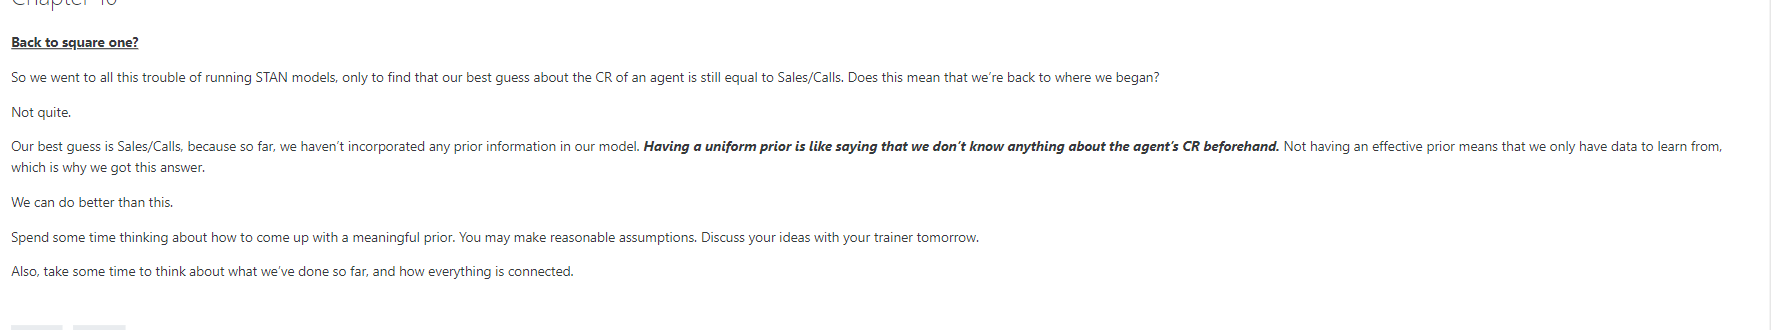 Back to square one?
So we went to all this trouble of running STAN models, only to find that our best guess about the CR of an agent is still equal to Sales/Calls. Does this mean that we're back to where we began?
Not quite.
Our best guess is Sales/Calls, because so far, we haven't incorporated any prior information in our model. Having a uniform prior is like saying that we don't know anything about the agent's CR beforehand. Not having an effective prior means that we only have data to learn from,
which is why we got this answer.
We can do better than this.
Spend some time thinking about how to come up with a meaningful prior. You may make reasonable assumptions. Discuss your ideas with your trainer tomorrow.
Also, take some time to think about what we've done so far, and how everything is connected.